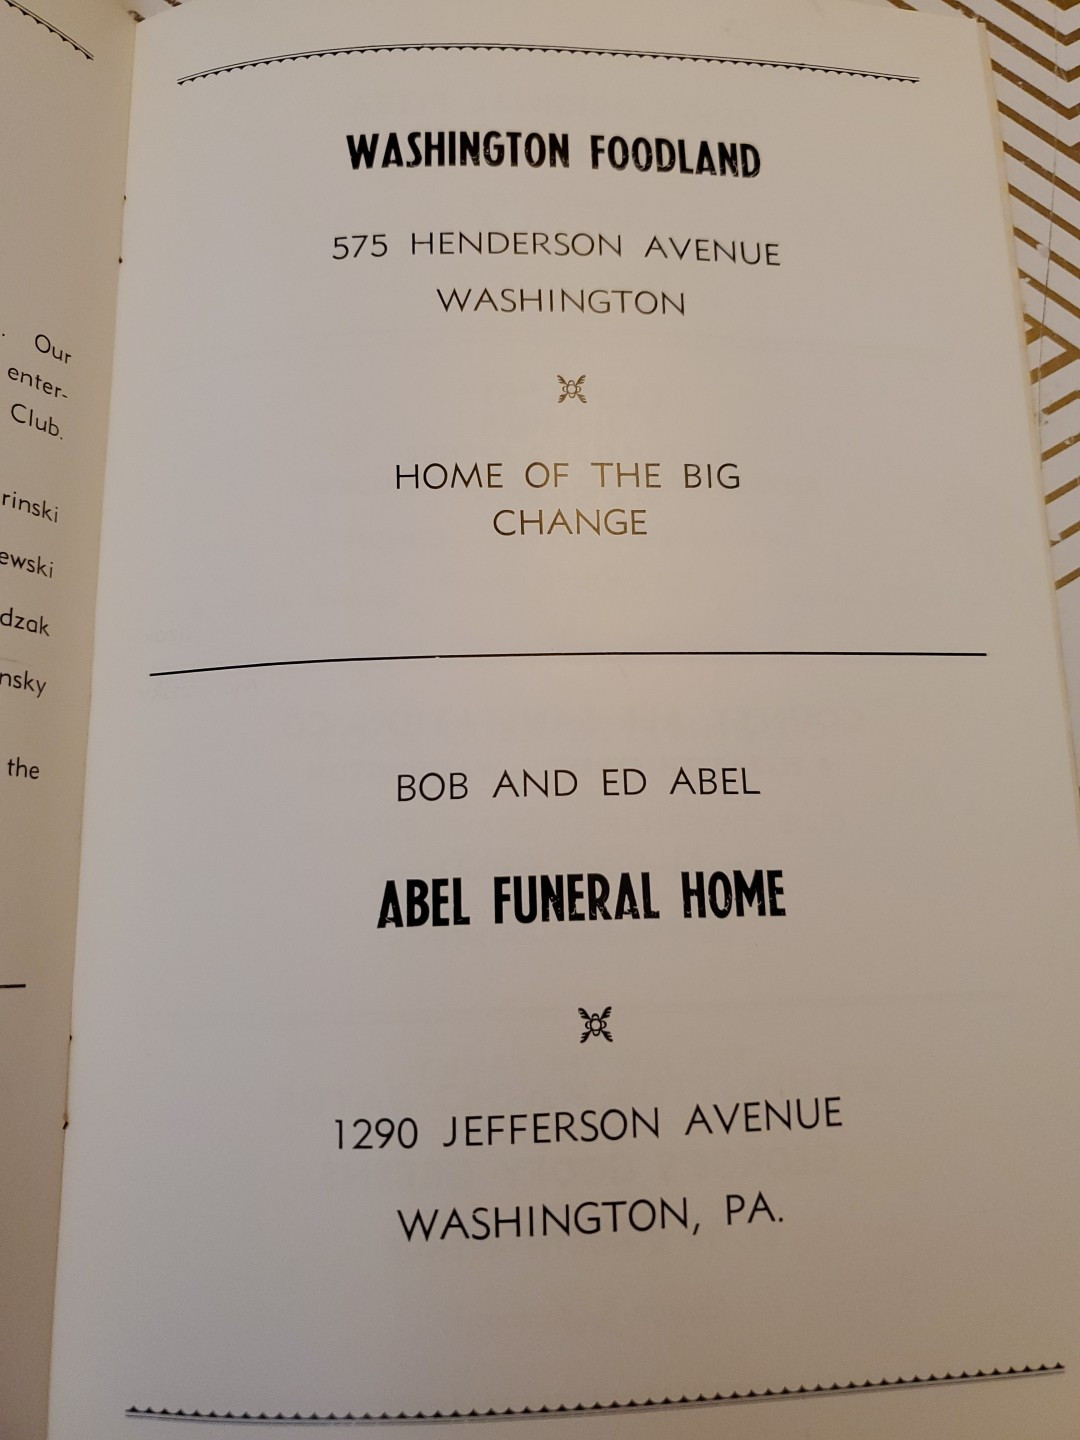 Our
enter-
Club.
rinski
ewski
dzak
nsky
the
WASHINGTON FOODLAND
575 HENDERSON AVENUE
WASHINGTON
HOME OF THE BIG
CHANGE
BOB AND ED ABEL
ABEL FUNERAL HOME
1290 JEFFERSON AVENUE
WASHINGTON, PA.